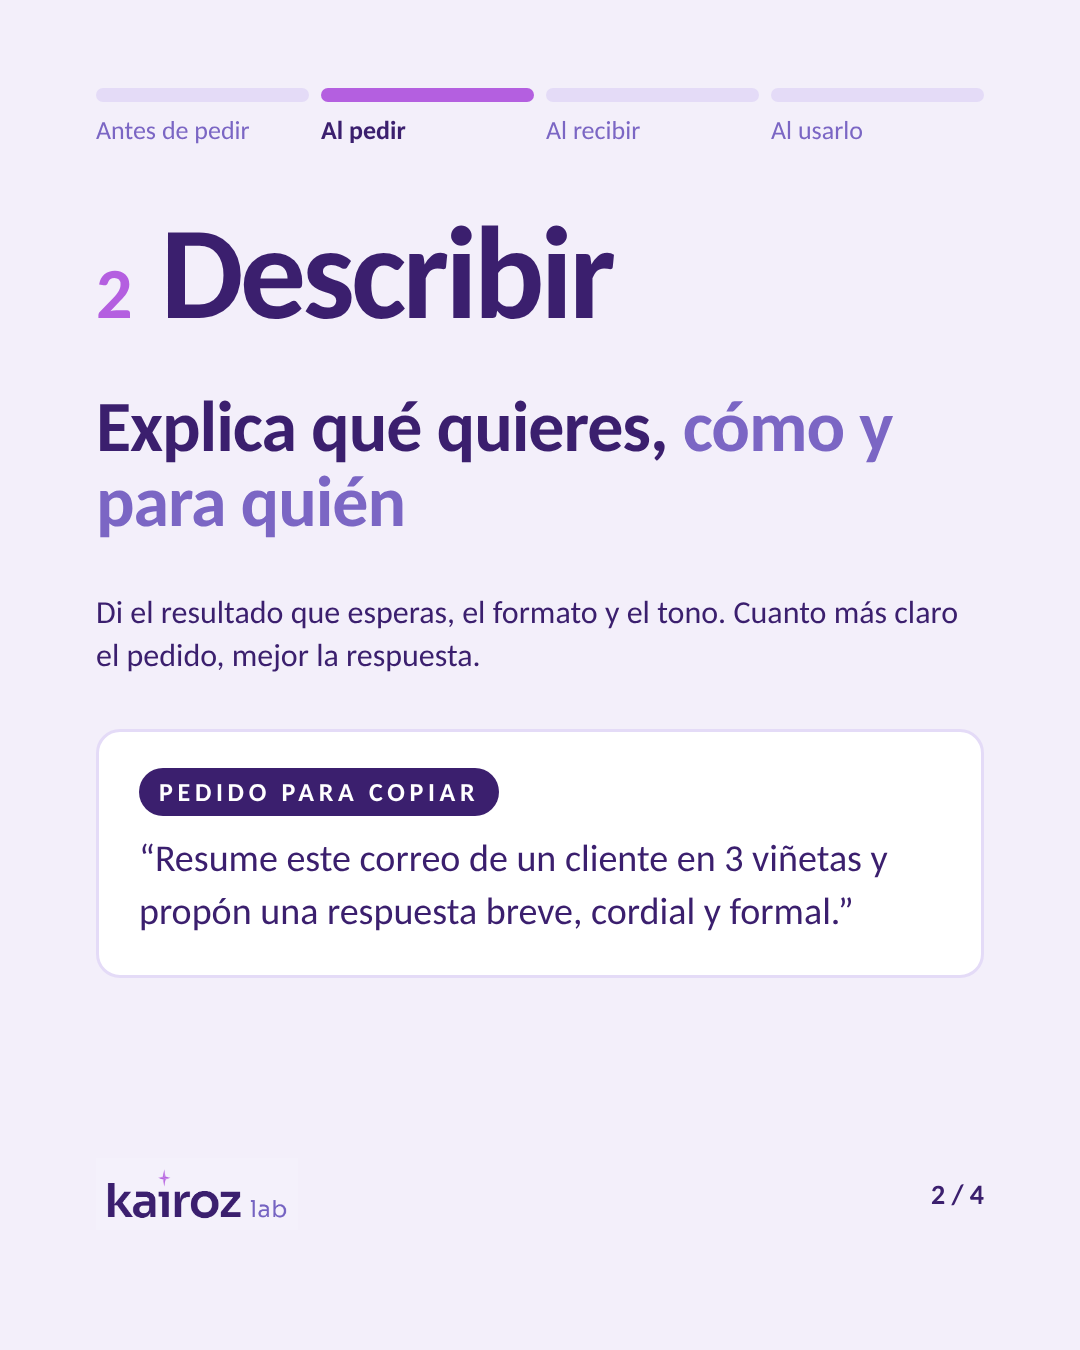 Antes de pedir
Al pedir
Al recibir
Al usarlo
2 Describir
Explica qué quieres, cómo y
para quién
Di el resultado que esperas, el formato y el tono. Cuanto más claro
el pedido, mejor la respuesta.
PEDIDO PARA COPIAR
“Resume este correo de un cliente en 3 viñetas y
propón una respuesta breve, cordial y formal.”
kairoz lab
2 / 4